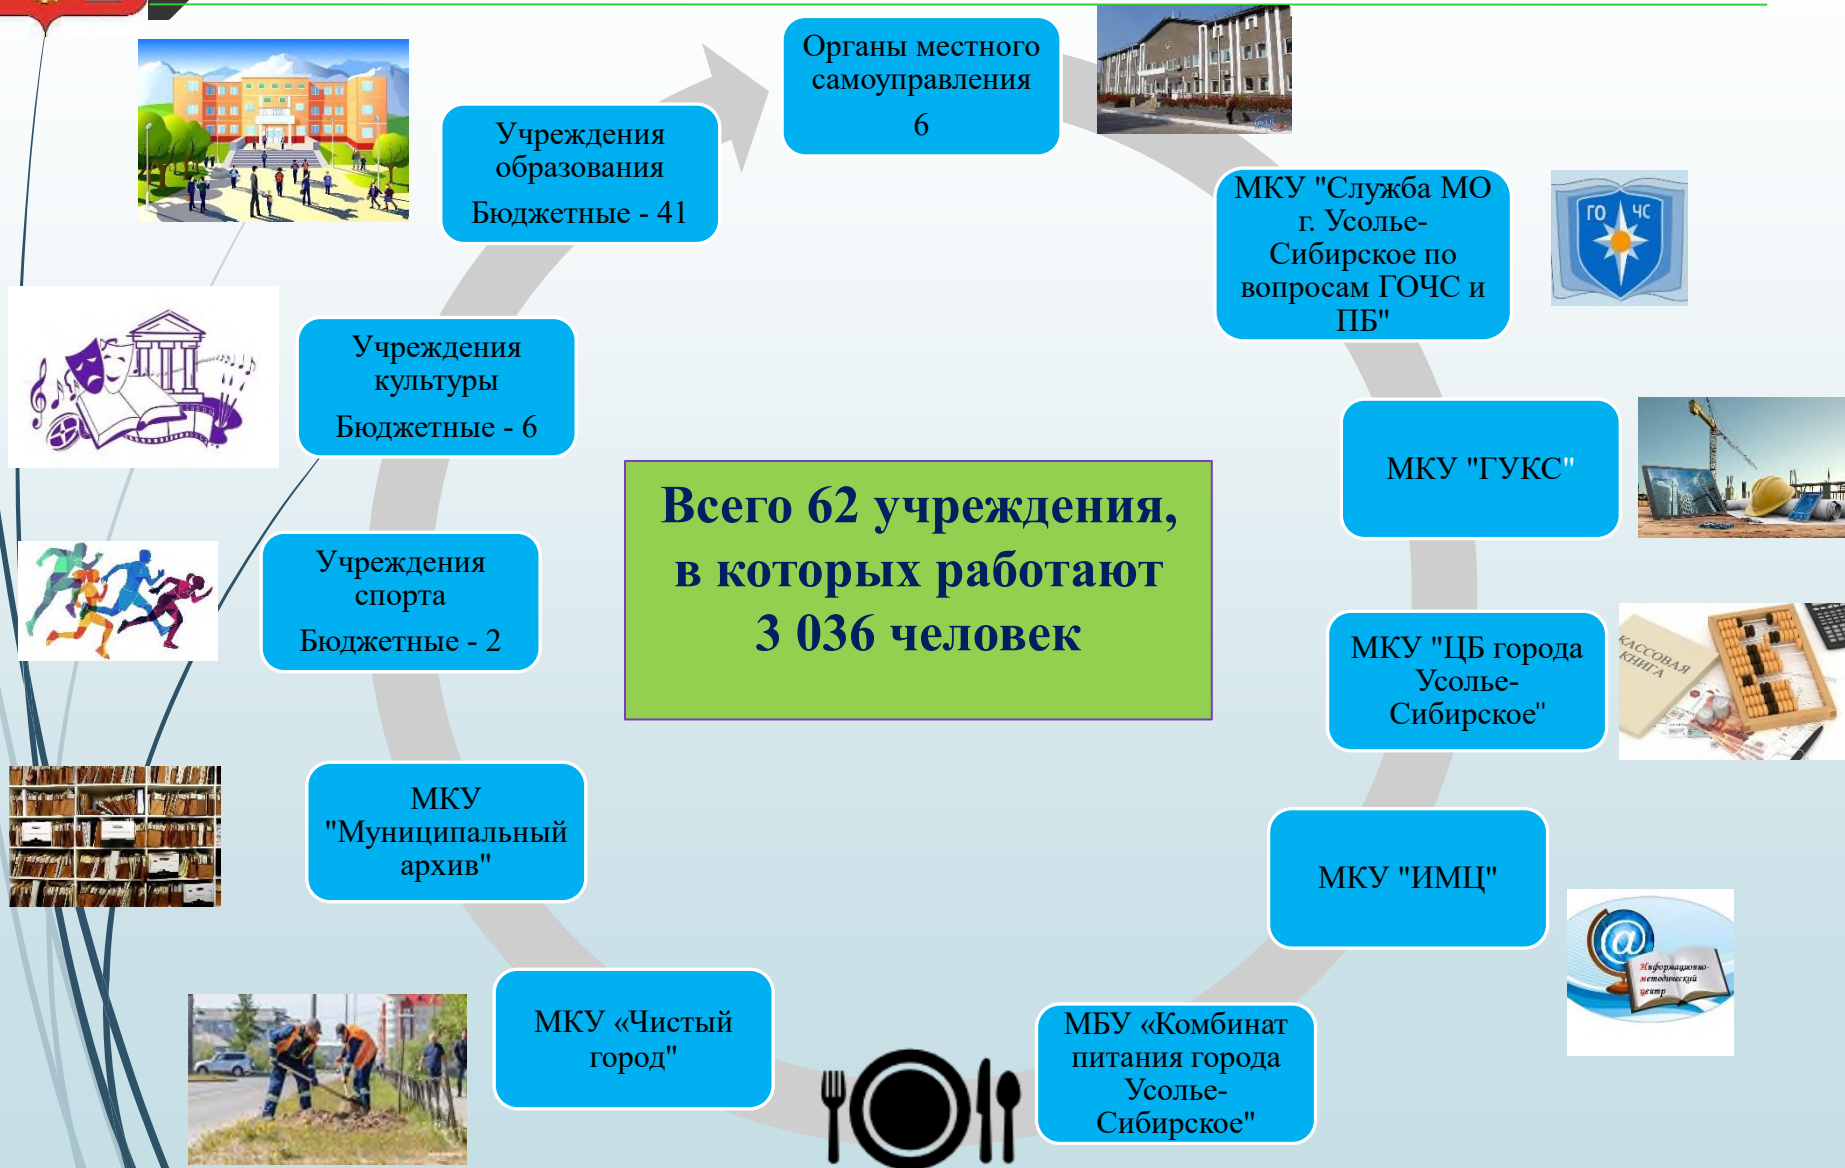 Органы местного
самоуправления
6
МКУ "Служба МО
г. Усолье-
Сибирское по
вопросам ГОЧС и
ПБ"
ГО ЧС
МКУ "ГУКС"
МКУ "ЦБ города
Усолье-
Сибирское"
КАССОВАЯ
КНИГА
МКУ "ИМЦ"
Информационно-
методический
центр
МБУ «Комбинат
питания города
Усолье-
Сибирское"
МКУ «Чистый
город"
МКУ
"Муниципальный
архив"
Учреждения
спорта
Бюджетные - 2
Учреждения
культуры
Бюджетные - 6
Учреждения
образования
Бюджетные - 41
Всего 62 учреждения,
в которых работают
3 036 человек